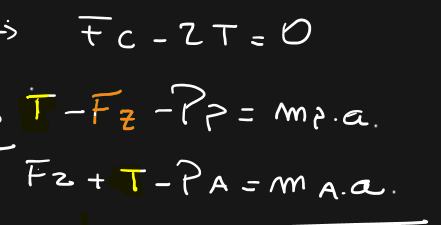 => Fc - 2T = 0
T - Fz - Pp = mp.a.
Fz + T - PA = mA.a.